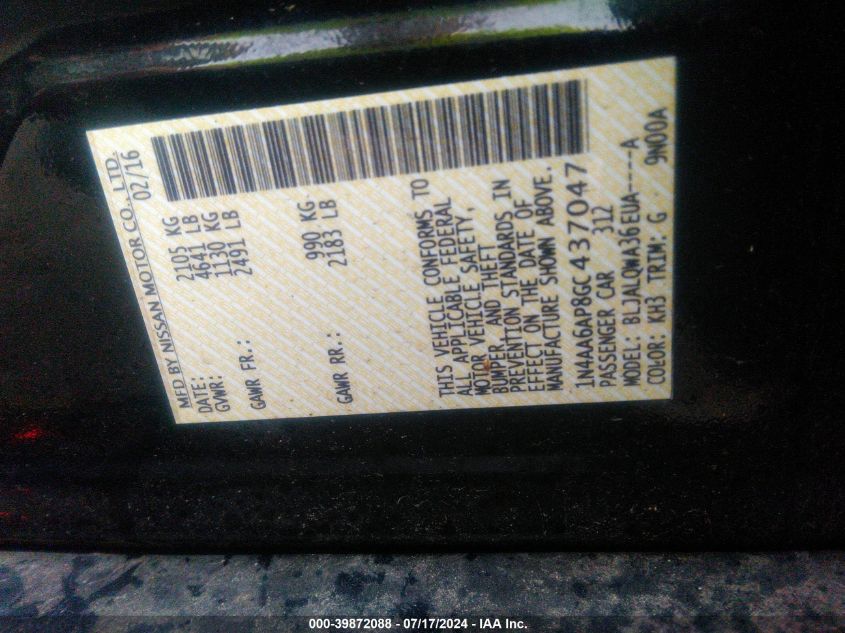 MFD BY NISSAN MOTOR CO., LTD.
DATE: 02/16
GVWR: 2105 KG
4641 LB
GAWR FR.: 1130 KG
2491 LB
GAWR RR.: 990 KG
2183 LB
THIS VEHICLE CONFORMS TO
ALL APPLICABLE FEDERAL
MOTOR VEHICLE SAFETY,
BUMPER, AND THEFT
PREVENTION STANDARDS IN
EFFECT ON THE DATE OF
MANUFACTURE SHOWN ABOVE.
1N4AA6AP8GC437047
PASSENGER CAR 312
MODEL: BLJALQWA36EUA----A
COLOR: KH3 TRIM: G 9N00A
000-39872088 - 07/17/2024 - IAA Inc.